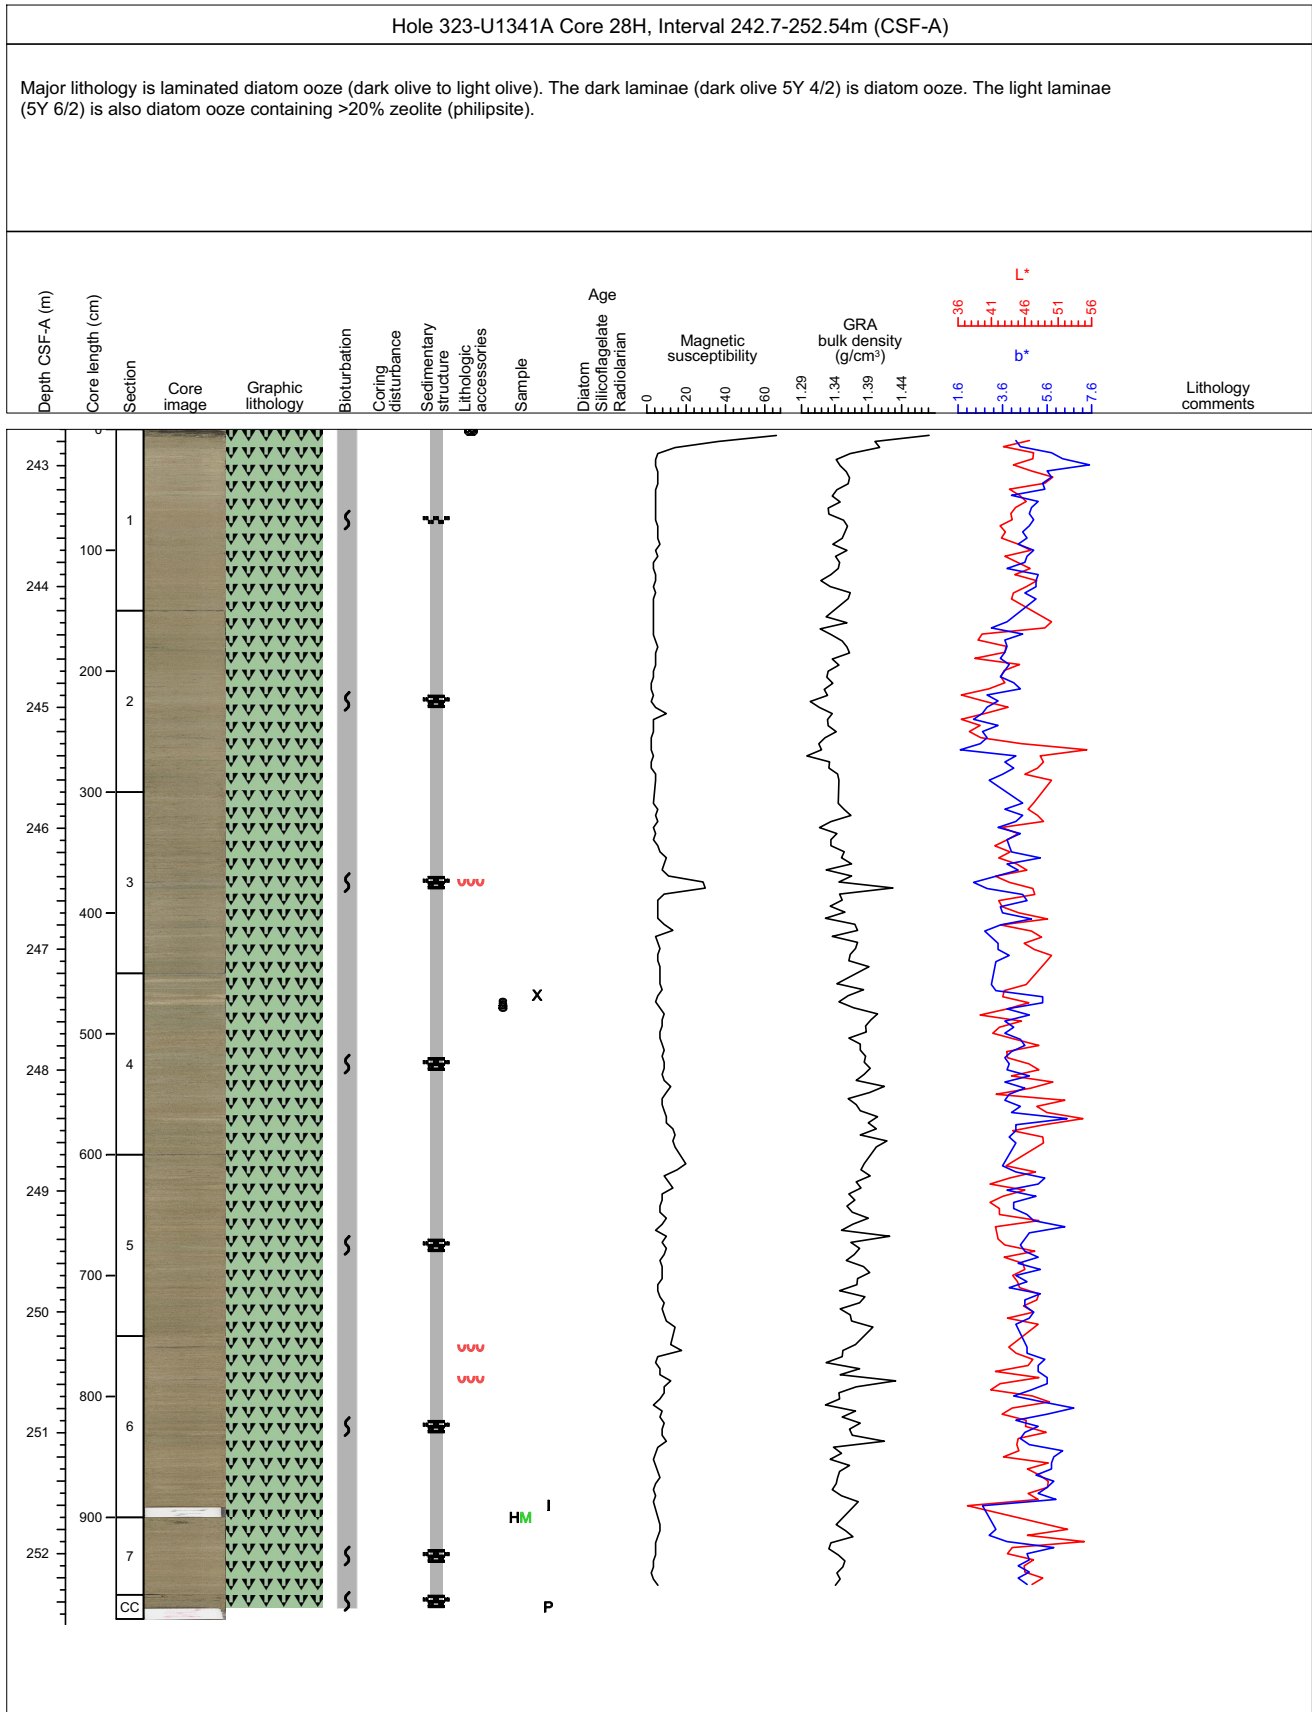 Hole 323-U1341A Core 28H, Interval 242.7-252.54m (CSF-A)
Major lithology is laminated diatom ooze (dark olive to light olive). The dark laminae (dark olive 5Y 4/2) is diatom ooze. The light laminae
(5Y 6/2) is also diatom ooze containing >20% zeolite (philipsite).
Depth CSF-A (m)
Core length (cm)
Section
Core
image
Graphic
lithology
Bioturbation
Coring
disturbance
Sedimentary
structure
Lithologic
accessories
Sample
Age
Diatom
Silicoflagelate
Radiolarian
Magnetic
susceptibility
0 20 40 60
GRA
bulk density
(g/cm³)
1.29 1.34 1.39 1.44
L*
36 41 46 51 56
b*
1.6 3.6 5.6 7.6
Lithology
comments
0
243
1
100
244
200
2
245
300
246
3
400
247
X
500
4
248
600
249
5
700
250
800
6
251
I
900
HM
7
252
CC
P